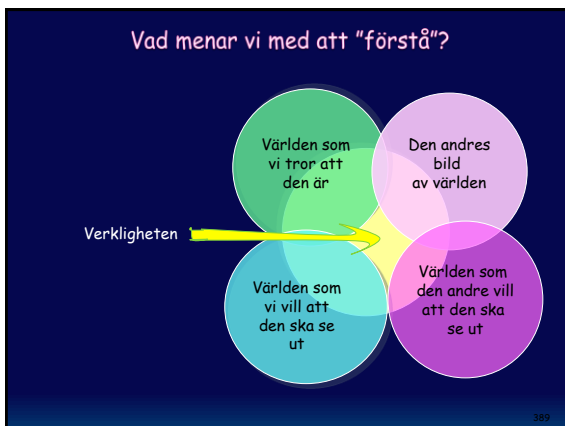 Vad menar vi med att "förstå"?
Världen som
vi tror att
den är
Den andres
bild
av världen
Verkligheten
Världen som
vi vill att
den ska se
ut
Världen som
den andre vill
att den ska
se ut
389